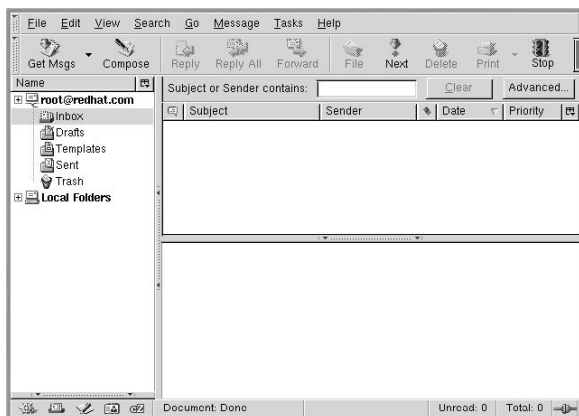 File Edit View Search Go Message Tasks Help
Get Msgs Compose Reply Reply All Forward File Next Delete Print Stop
Name
Subject or Sender contains: Clear Advanced...
root@redhat.com
Subject Sender Date Priority
Inbox
Drafts
Templates
Sent
Trash
Local Folders
Document: Done Unread: 0 Total: 0